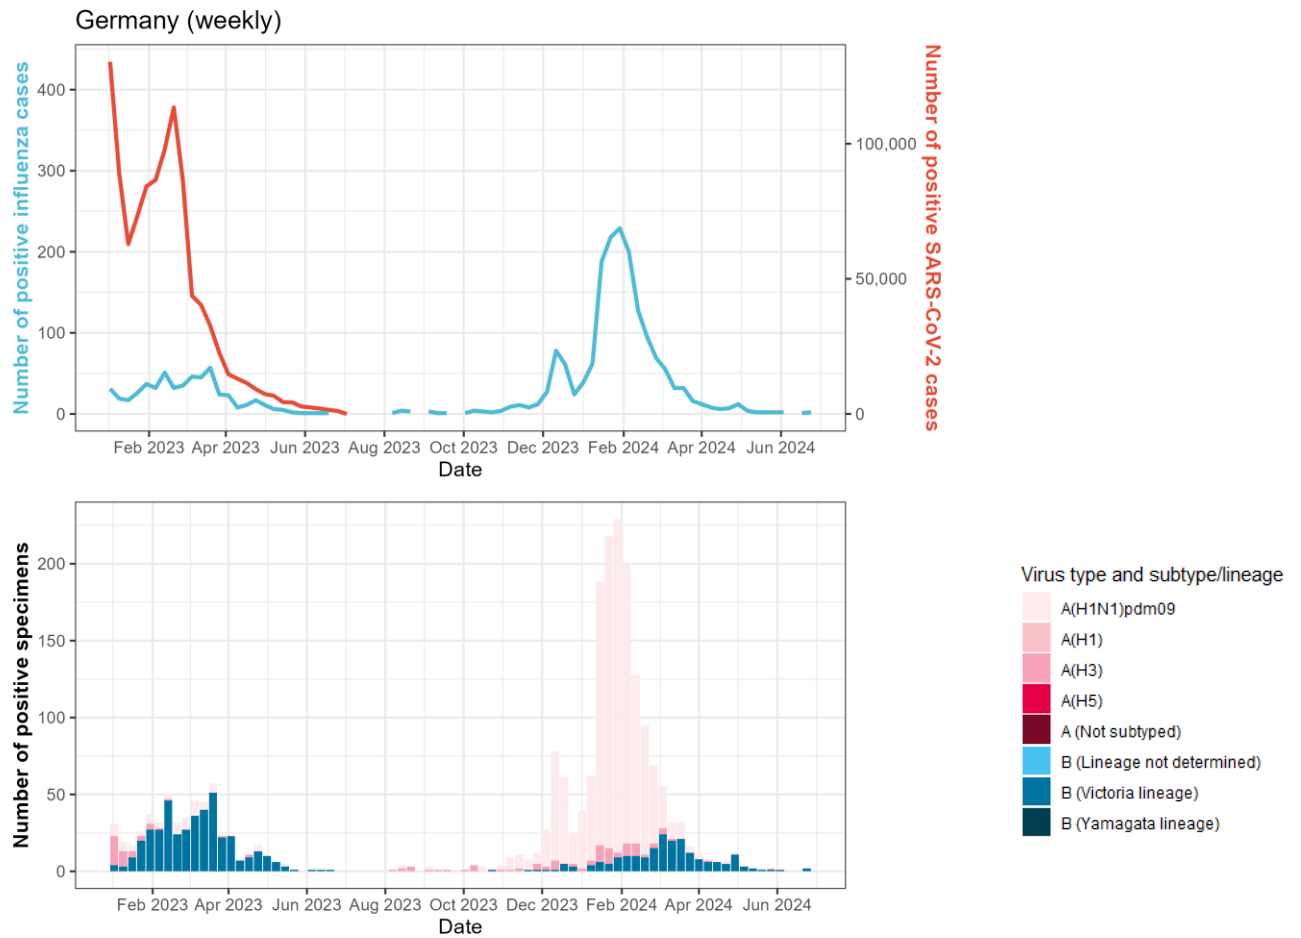 Germany (weekly)
Number of positive influenza cases
400
300
200
100
0
100,000
50,000
0
Number of positive SARS-CoV-2 cases
Feb 2023 Apr 2023 Jun 2023 Aug 2023 Oct 2023 Dec 2023 Feb 2024 Apr 2024 Jun 2024
Date
Number of positive specimens
200
150
100
50
0
Feb 2023 Apr 2023 Jun 2023 Aug 2023 Oct 2023 Dec 2023 Feb 2024 Apr 2024 Jun 2024
Date
Virus type and subtype/lineage
A(H1N1)pdm09
A(H1)
A(H3)
A(H5)
A (Not subtyped)
B (Lineage not determined)
B (Victoria lineage)
B (Yamagata lineage)